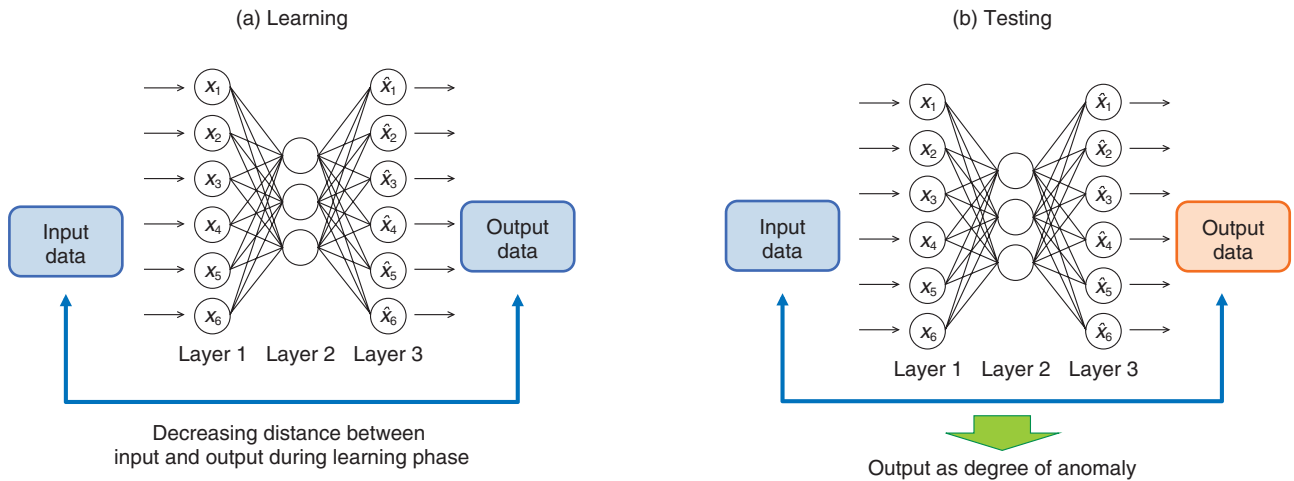 (a) Learning
x1
x2
x3
x4
x5
x6
x̂1
x̂2
x̂3
x̂4
x̂5
x̂6
Input
data
Output
data
Layer 1 Layer 2 Layer 3
Decreasing distance between
input and output during learning phase
(b) Testing
x1
x2
x3
x4
x5
x6
x̂1
x̂2
x̂3
x̂4
x̂5
x̂6
Input
data
Output
data
Layer 1 Layer 2 Layer 3
Output as degree of anomaly